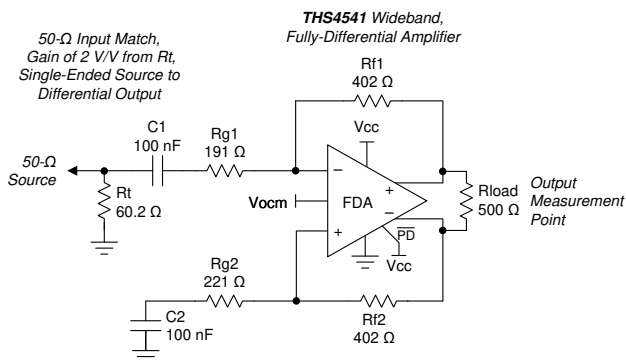 THS4541 Wideband,
Fully-Differential Amplifier
50-Ω Input Match,
Gain of 2 V/V from Rt,
Single-Ended Source to
Differential Output
Rf1
402 Ω
C1
100 nF
Rg1
191 Ω
Vcc
50-Ω
Source
Rt
60.2 Ω
Vocm
−
+
FDA
+
−
PD
Vcc
Rload
500 Ω
Output
Measurement
Point
Rg2
221 Ω
C2
100 nF
Rf2
402 Ω